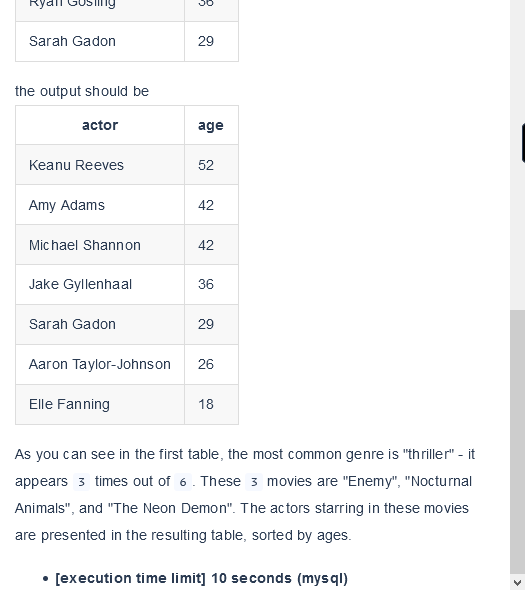 Ryan Gosling 36
Sarah Gadon 29
the output should be
actor age
Keanu Reeves 52
Amy Adams 42
Michael Shannon 42
Jake Gyllenhaal 36
Sarah Gadon 29
Aaron Taylor-Johnson 26
Elle Fanning 18
As you can see in the first table, the most common genre is "thriller" - it
appears 3 times out of 6 . These 3 movies are "Enemy", "Nocturnal
Animals", and "The Neon Demon". The actors starring in these movies
are presented in the resulting table, sorted by ages.
• [execution time limit] 10 seconds (mysql)